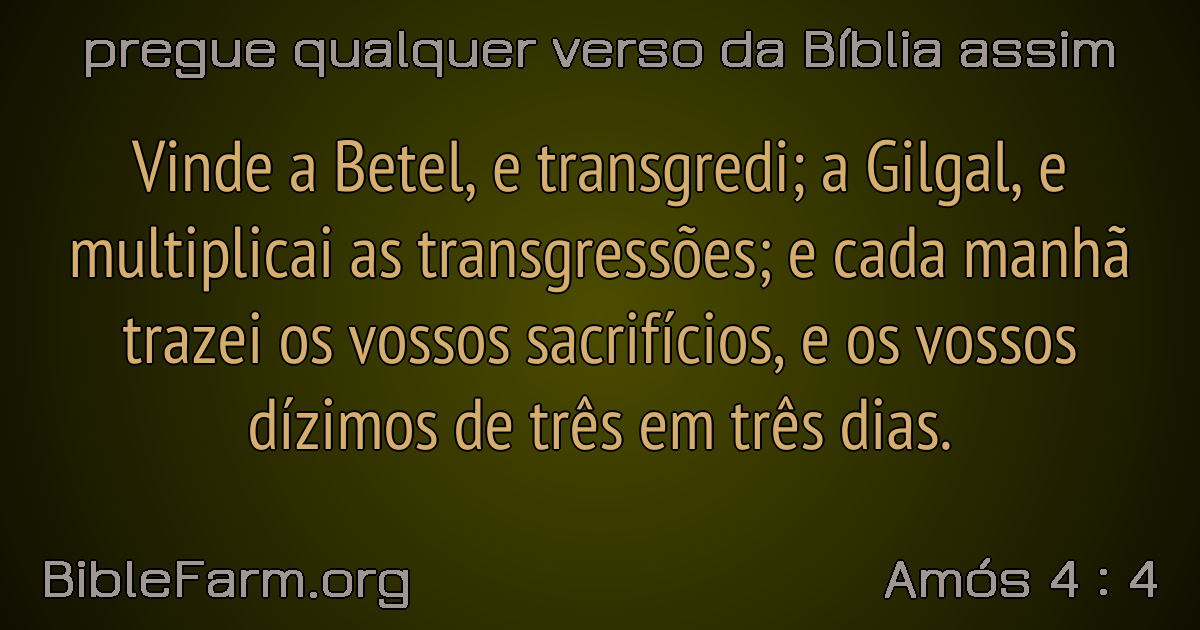 pregue qualquer verso da Bíblia assim
Vinde a Betel, e transgredi; a Gilgal, e
multiplicai as transgressões; e cada manhã
trazei os vossos sacrifícios, e os vossos
dízimos de três em três dias.
BibleFarm.org
Amós 4 : 4